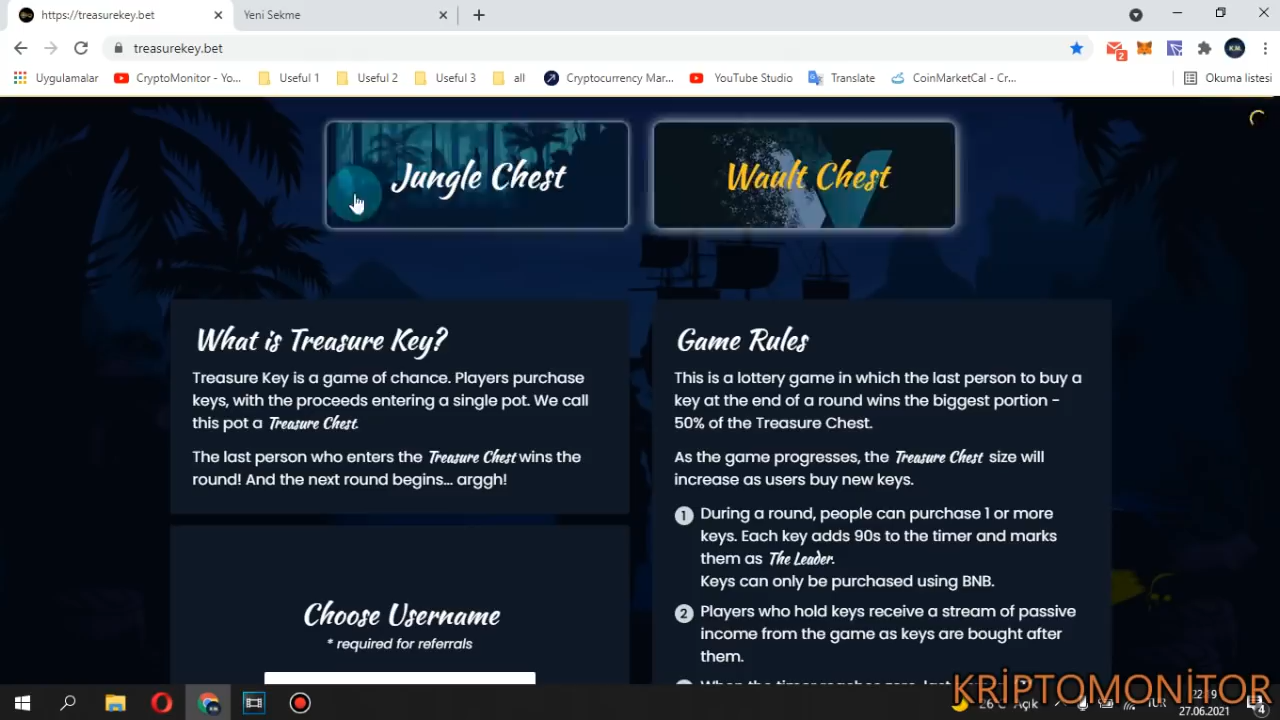 https://treasurekey.bet
Yeni Sekme
treasurekey.bet
2
K.M.
Uygulamalar
CryptoMonitor - Yo...
Useful 1
Useful 2
Useful 3
all
Cryptocurrency Mar...
YouTube Studio
Translate
CoinMarketCal - Cr...
Okuma listesi
Jungle Chest
Wault Chest
What is Treasure Key?
Treasure Key is a game of chance. Players purchase
keys, with the proceeds entering a single pot. We call
this pot a Treasure Chest.
The last person who enters the Treasure Chest wins the
round! And the next round begins... arggh!
Choose Username
* required for referrals
Game Rules
This is a lottery game in which the last person to buy a
key at the end of a round wins the biggest portion -
50% of the Treasure Chest.
As the game progresses, the Treasure Chest size will
increase as users buy new keys.
1 During a round, people can purchase 1 or more
keys. Each key adds 90s to the timer and marks
them as The Leader.
Keys can only be purchased using BNB.
2 Players who hold keys receive a stream of passive
income from the game as keys are bought after
them.
KRİPTOMONİTOR
Açık
TUR
27.06.2021
4